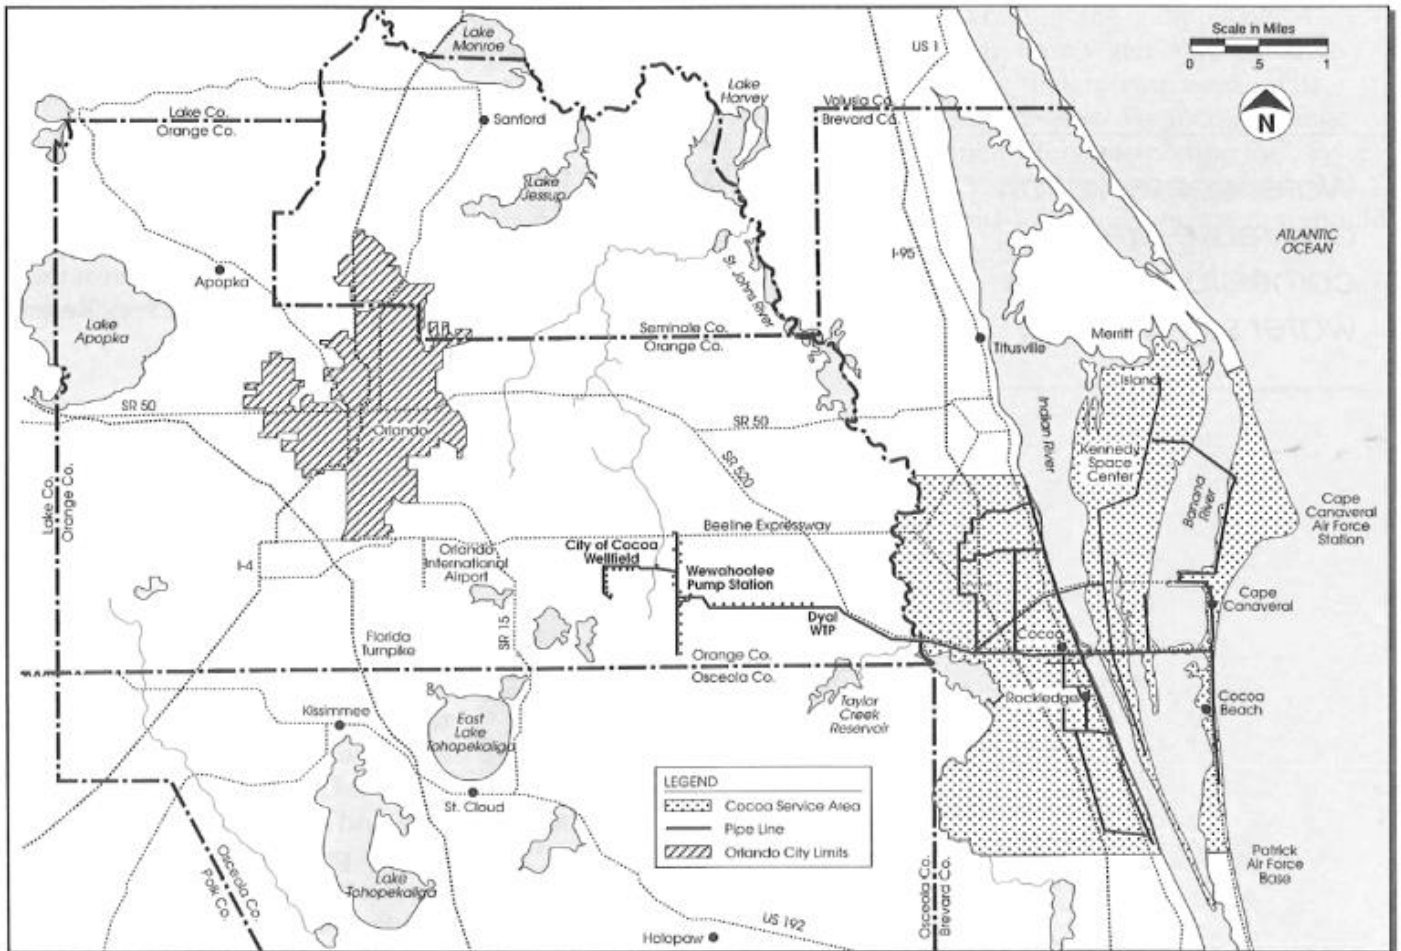 Lake
Monroe
US 1
Scale in Miles
0 .5 1
N
Lake
Harvey
Volusia Co.
Brevard Co.
Lake Co.
Orange Co.
Sanford
Lake
Jessup
ATLANTIC
OCEAN
I-95
St. Johns River
Apopka
Lake
Apopka
Seminole Co.
Orange Co.
Titusville
Merritt
Island
SR 50
Orlando
SR 50
SR 520
Indian River
Kennedy
Space
Center
Banana
River
Cape
Canaveral
Air Force
Station
Lake Co.
Orange Co.
Beeline Expressway
I-4
Orlando
International
Airport
City of Cocoa
Wellfield
Wewahootee
Pump Station
Cape
Canaveral
Dyal
WTP
SR 15
Florida
Turnpike
Cocoa
Orange Co.
Osceola Co.
Taylor
Creek
Reservoir
Rockledge
Cocoa
Beach
Kissimmee
East
Lake
Tohopekaliga
St. Cloud
LEGEND
Cocoa Service Area
Pipe Line
Orlando City Limits
Patrick
Air Force
Base
Osceola Co.
Polk Co.
Lake
Tohopekaliga
Osceola Co.
Brevard Co.
US 192
Holopaw